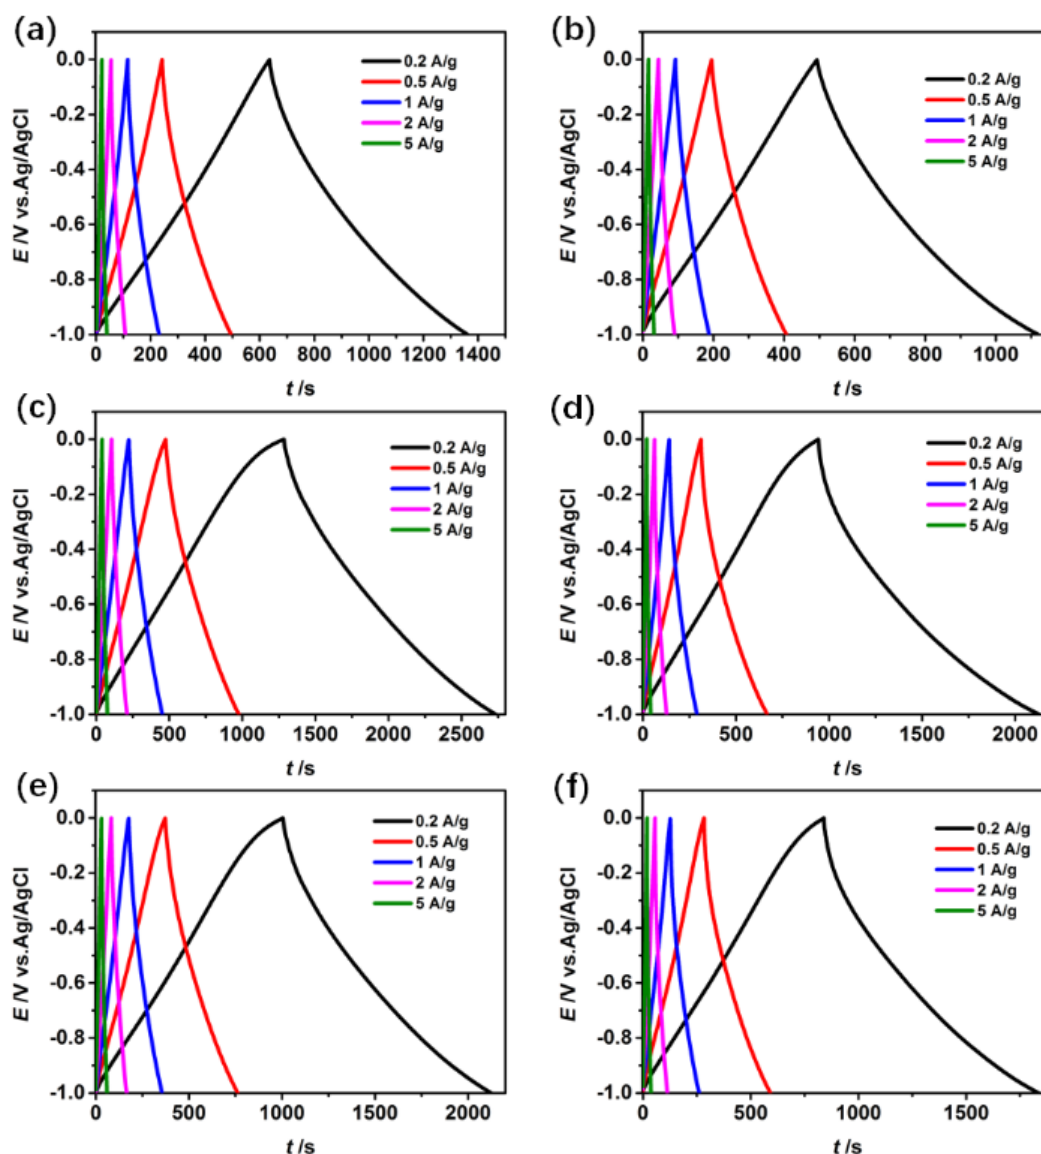 (a)
0.0
-0.2
-0.4
-0.6
-0.8
-1.0
E /V vs.Ag/AgCl
0.2 A/g
0.5 A/g
1 A/g
2 A/g
5 A/g
0 200 400 600 800 1000 1200 1400
t /s
(b)
0.0
-0.2
-0.4
-0.6
-0.8
-1.0
E /V vs.Ag/AgCl
0.2 A/g
0.5 A/g
1 A/g
2 A/g
5 A/g
0 200 400 600 800 1000
t /s
(c)
0.0
-0.2
-0.4
-0.6
-0.8
-1.0
E /V vs.Ag/AgCl
0.2 A/g
0.5 A/g
1 A/g
2 A/g
5 A/g
0 500 1000 1500 2000 2500
t /s
(d)
0.0
-0.2
-0.4
-0.6
-0.8
-1.0
E /V vs.Ag/AgCl
0.2 A/g
0.5 A/g
1 A/g
2 A/g
5 A/g
0 500 1000 1500 2000
t /s
(e)
0.0
-0.2
-0.4
-0.6
-0.8
-1.0
E /V vs.Ag/AgCl
0.2 A/g
0.5 A/g
1 A/g
2 A/g
5 A/g
0 500 1000 1500 2000
t /s
(f)
0.0
-0.2
-0.4
-0.6
-0.8
-1.0
E /V vs.Ag/AgCl
0.2 A/g
0.5 A/g
1 A/g
2 A/g
5 A/g
0 500 1000 1500
t /s